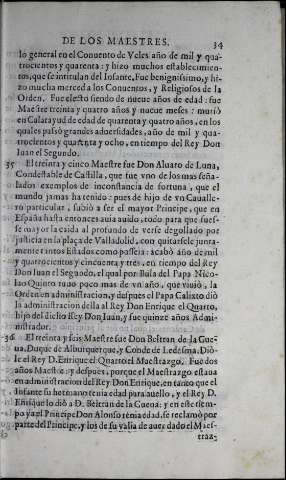 DE LOS MAESTRES. 34
lo general en el Conuento de Veles año de mil y qua-
trocientos y quarenta: y hizo muchos establecimien-
tos, que se intitulan del Infante, Fue benignissimo, y hi-
zo mucha merced a los Conuentos, y Religiosos de la
Orden. Fue electo siendo de nueue años de edad: fue
Maestre treinta y quatro años y nueue meses: murió
en Calatayud de edad de quarenta y quatro años, en los
quales passò grandes aduersidades, año de mil y qua-
trocientos y quarenta y ocho, en tiempo del Rey Don
Iuan el Segundo.
35 El treinta y cinco Maestre fue Don Aluaro de Luna,
Condestable de Castilla, que fue vno de los mas seña-
lados exemplos de inconstancia de fortuna, que el
mundo jamas ha tenido: pues de hijo de vn Caualle-
ro particular, subió a ser el mayor Principe, que en
España hasta entonces auia auido, todo para que fues-
se mayor la caida al profundo de verse degollado por
justicia en la plaça de Valladolid, con quitarsele junta-
mente tantos Estados como posseia: acabò año de mil
y quatrocientos y cincuenta y tres, en tiempo del Rey
Don Iuan el Segundo, el qual por Bula del Papa Nico-
lao Quinto tuuo poco mas de vn año, que viuiò, la
Orden en administracion, y despues el Papa Calixto diò
la administracion della al Rey Don Enrique el Quarto,
hijo del dicho Rey Don Iuan, y fue quinze años Admi-
nistrador.
36 El treinta y seis Maestre fue Don Beltran de la Cue-
ua, Duque de Alburquerque, y Conde de Ledesma. Diò-
le el Rey D. Enrique el Quarto el Maestrazgo. Fue dos
años Maestre: y despues, porque el Maestrazgo estaua
en administracion del Rey Don Enrique, en tanto que el
Infante su hermano tenia edad para auello, y el Rey D.
Enrique lo diò a D. Beltran de la Cueua: y en este tiem-
po ya el Principe Don Alonso tenia edad, se reclamò por
parte del Principe, y los de su valia de auer dado el Maes-
traz-